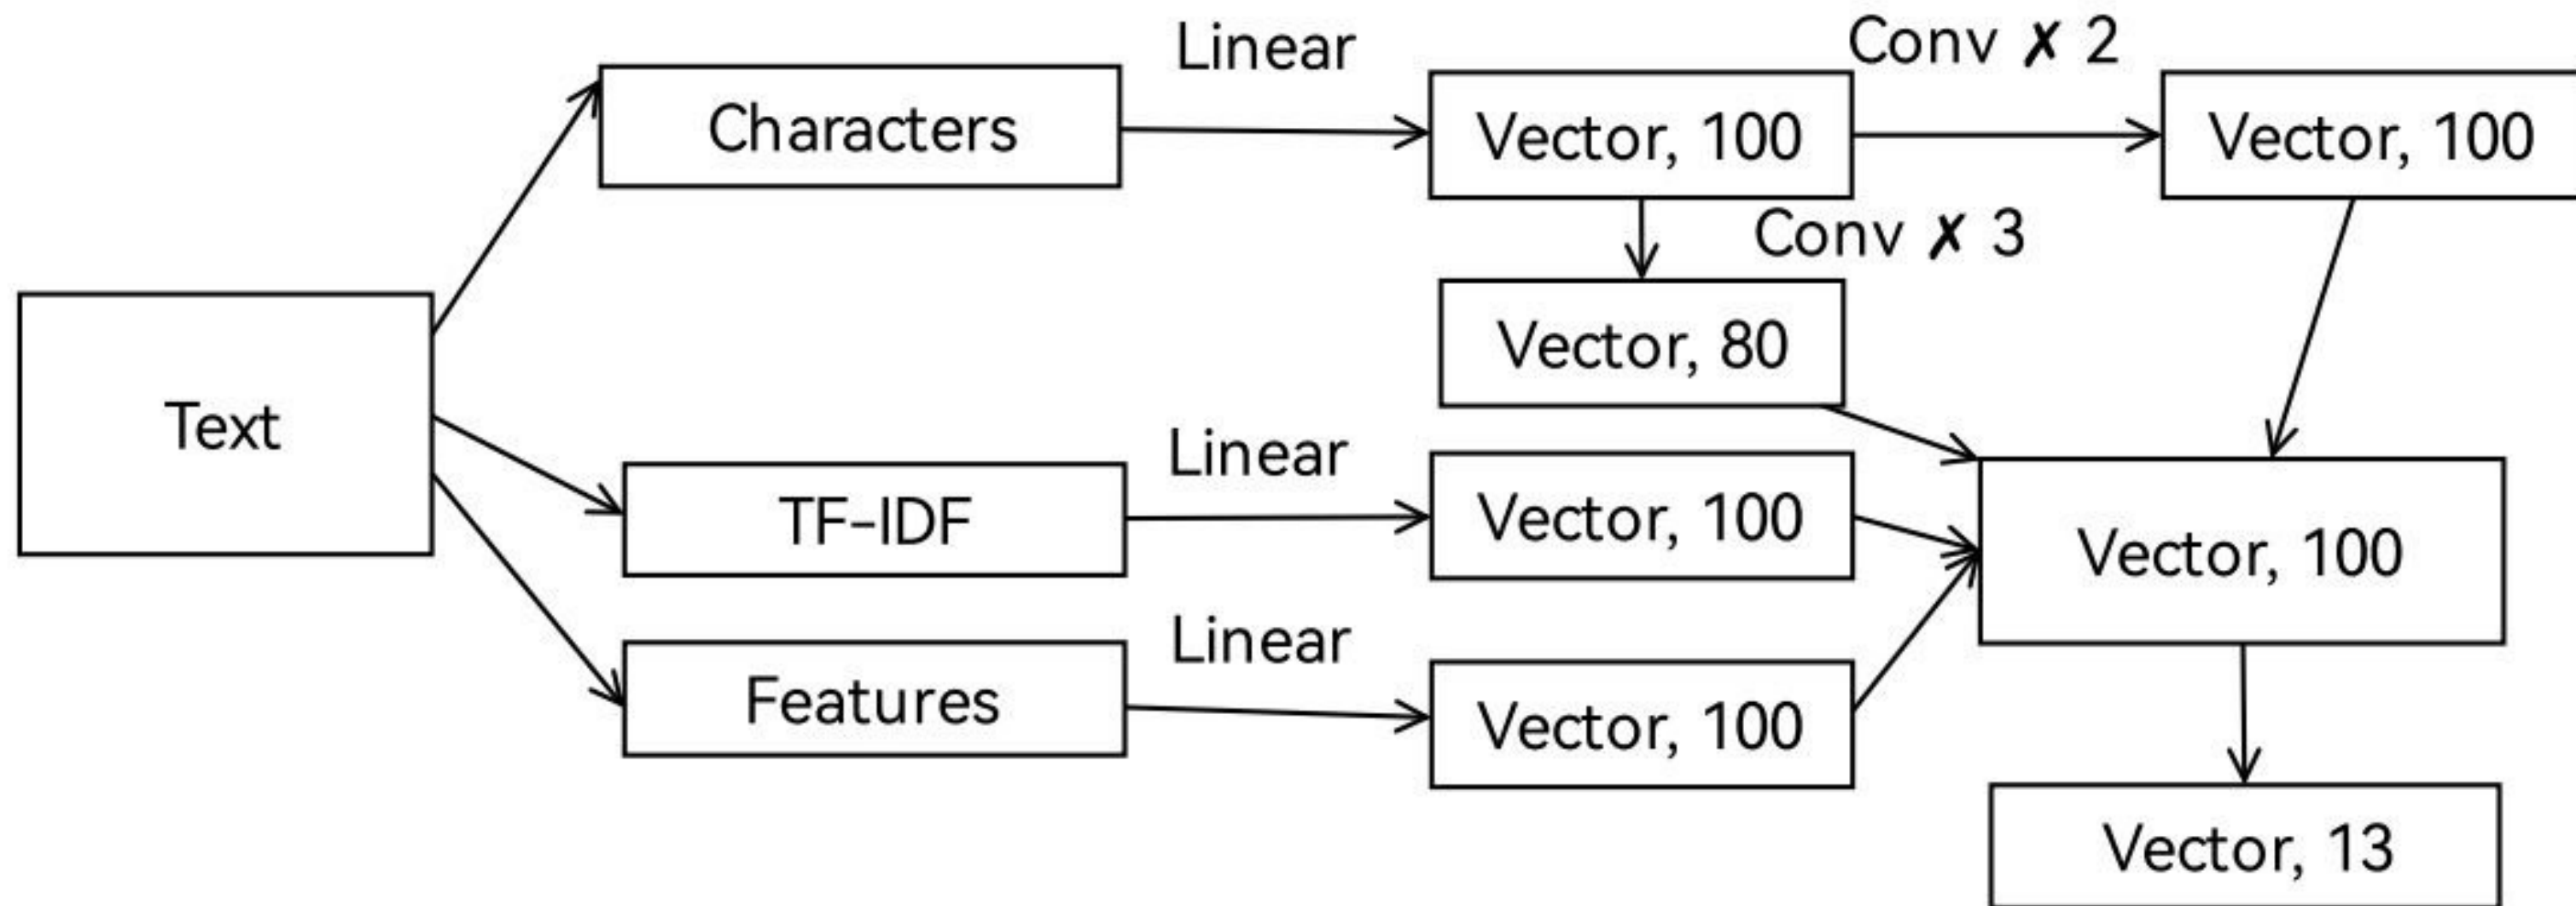 Linear
Conv ✗ 2
Characters
Vector, 100
Vector, 100
Conv ✗ 3
Vector, 80
Text
Linear
TF-IDF
Vector, 100
Vector, 100
Linear
Features
Vector, 100
Vector, 13